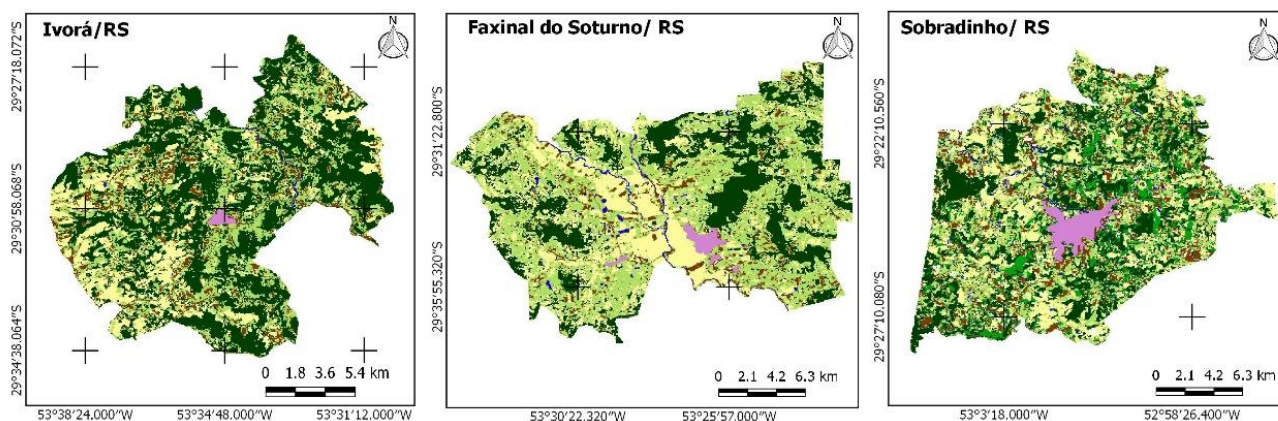 Ivorá/RS
N
29°27′18.072″S
29°30′58.068″S
29°34′38.064″S
0 1.8 3.6 5.4 km
53°38′24.000″W 53°34′48.000″W 53°31′12.000″W
Faxinal do Soturno/ RS
N
29°31′22.800″S
29°35′55.320″S
0 2.1 4.2 6.3 km
53°30′22.320″W 53°25′57.000″W
Sobradinho/ RS
N
29°22′10.560″S
29°27′10.080″S
0 2.1 4.2 6.3 km
53°3′18.000″W 52°58′26.400″W